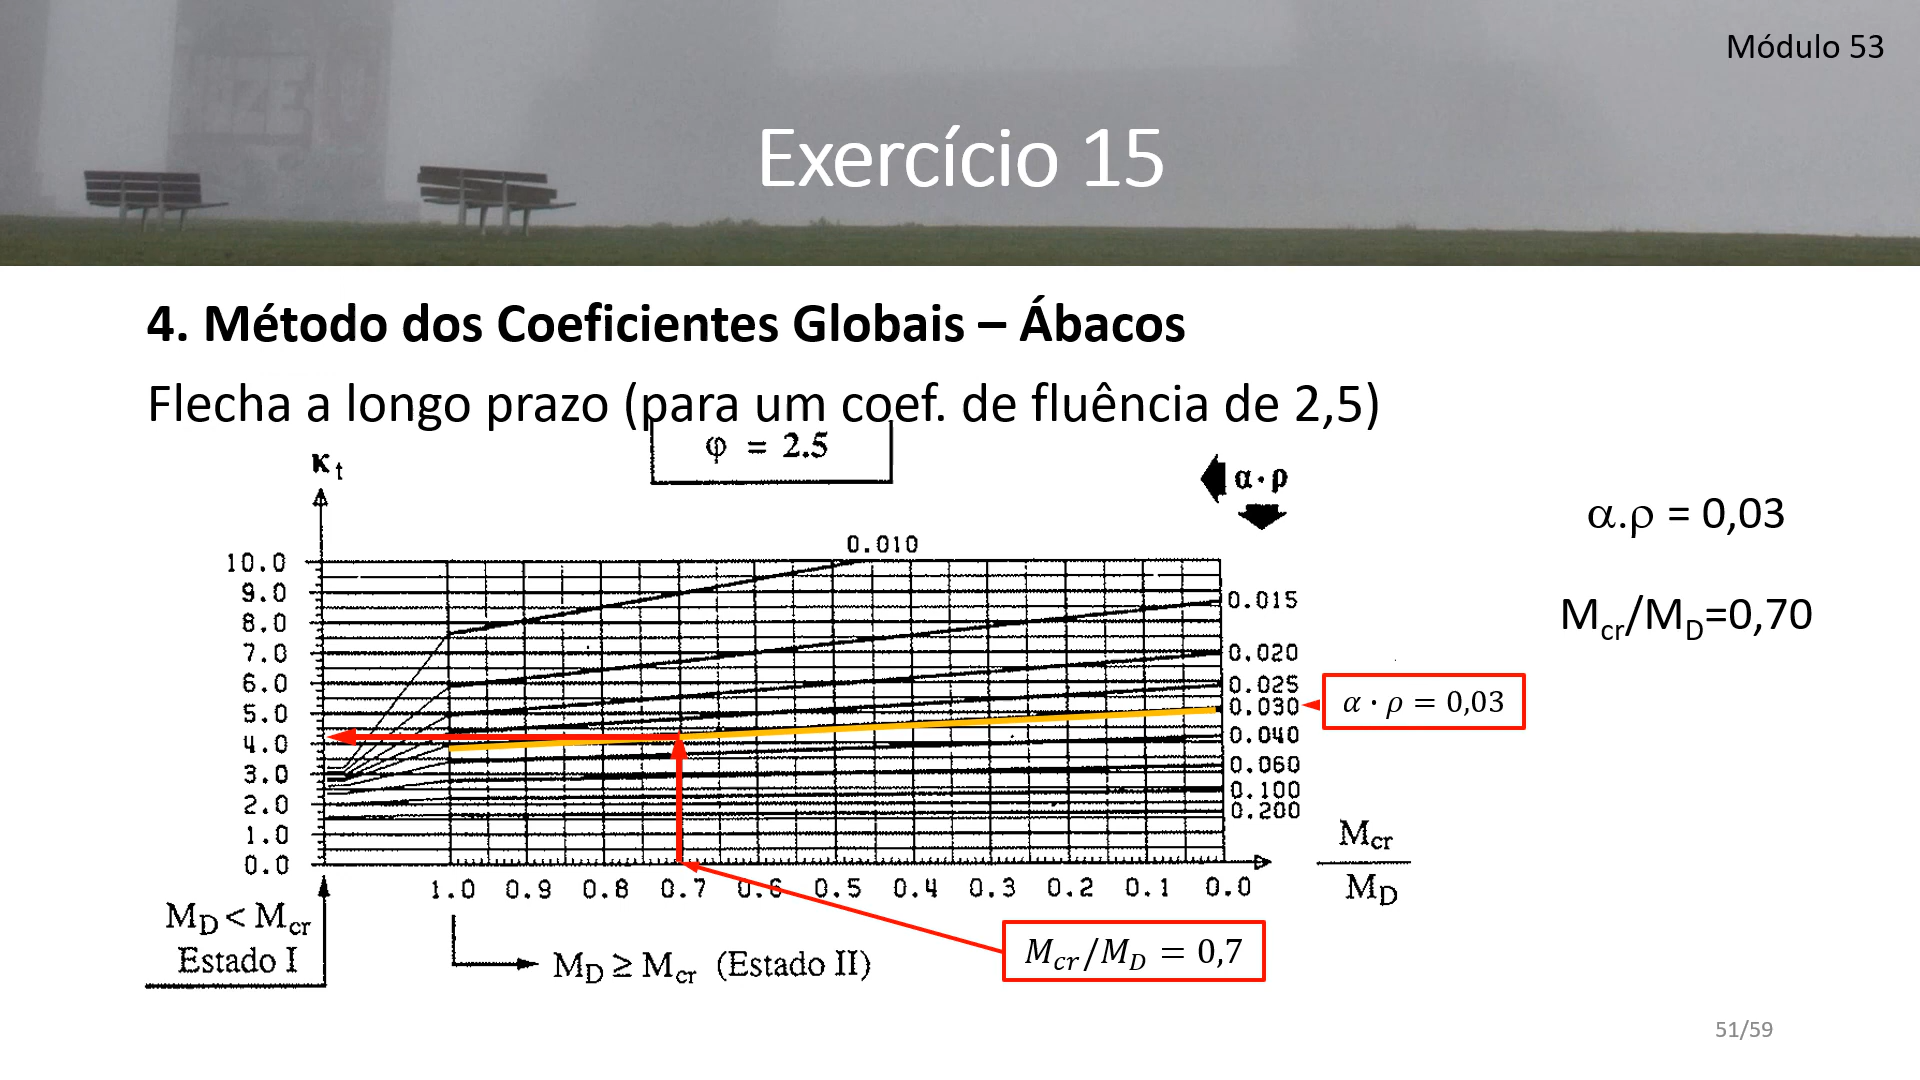 Módulo 53
Exercício 15
4. Método dos Coeficientes Globais – Ábacos
Flecha a longo prazo (para um coef. de fluência de 2,5)
φ = 2.5
κt
α·ρ
α.ρ = 0,03
Mcr/MD=0,70
0.010
10.0
9.0
8.0
7.0
6.0
5.0
4.0
3.0
2.0
1.0
0.0
0.015
0.020
0.025
0.030
0.040
0.060
0.100
0.200
α · ρ = 0,03
1.0 0.9 0.8 0.7 0.6 0.5 0.4 0.3 0.2 0.1 0.0
Mcr
MD
MD < Mcr
Estado I
MD ≥ Mcr (Estado II)
Mcr/MD = 0,7
51/59